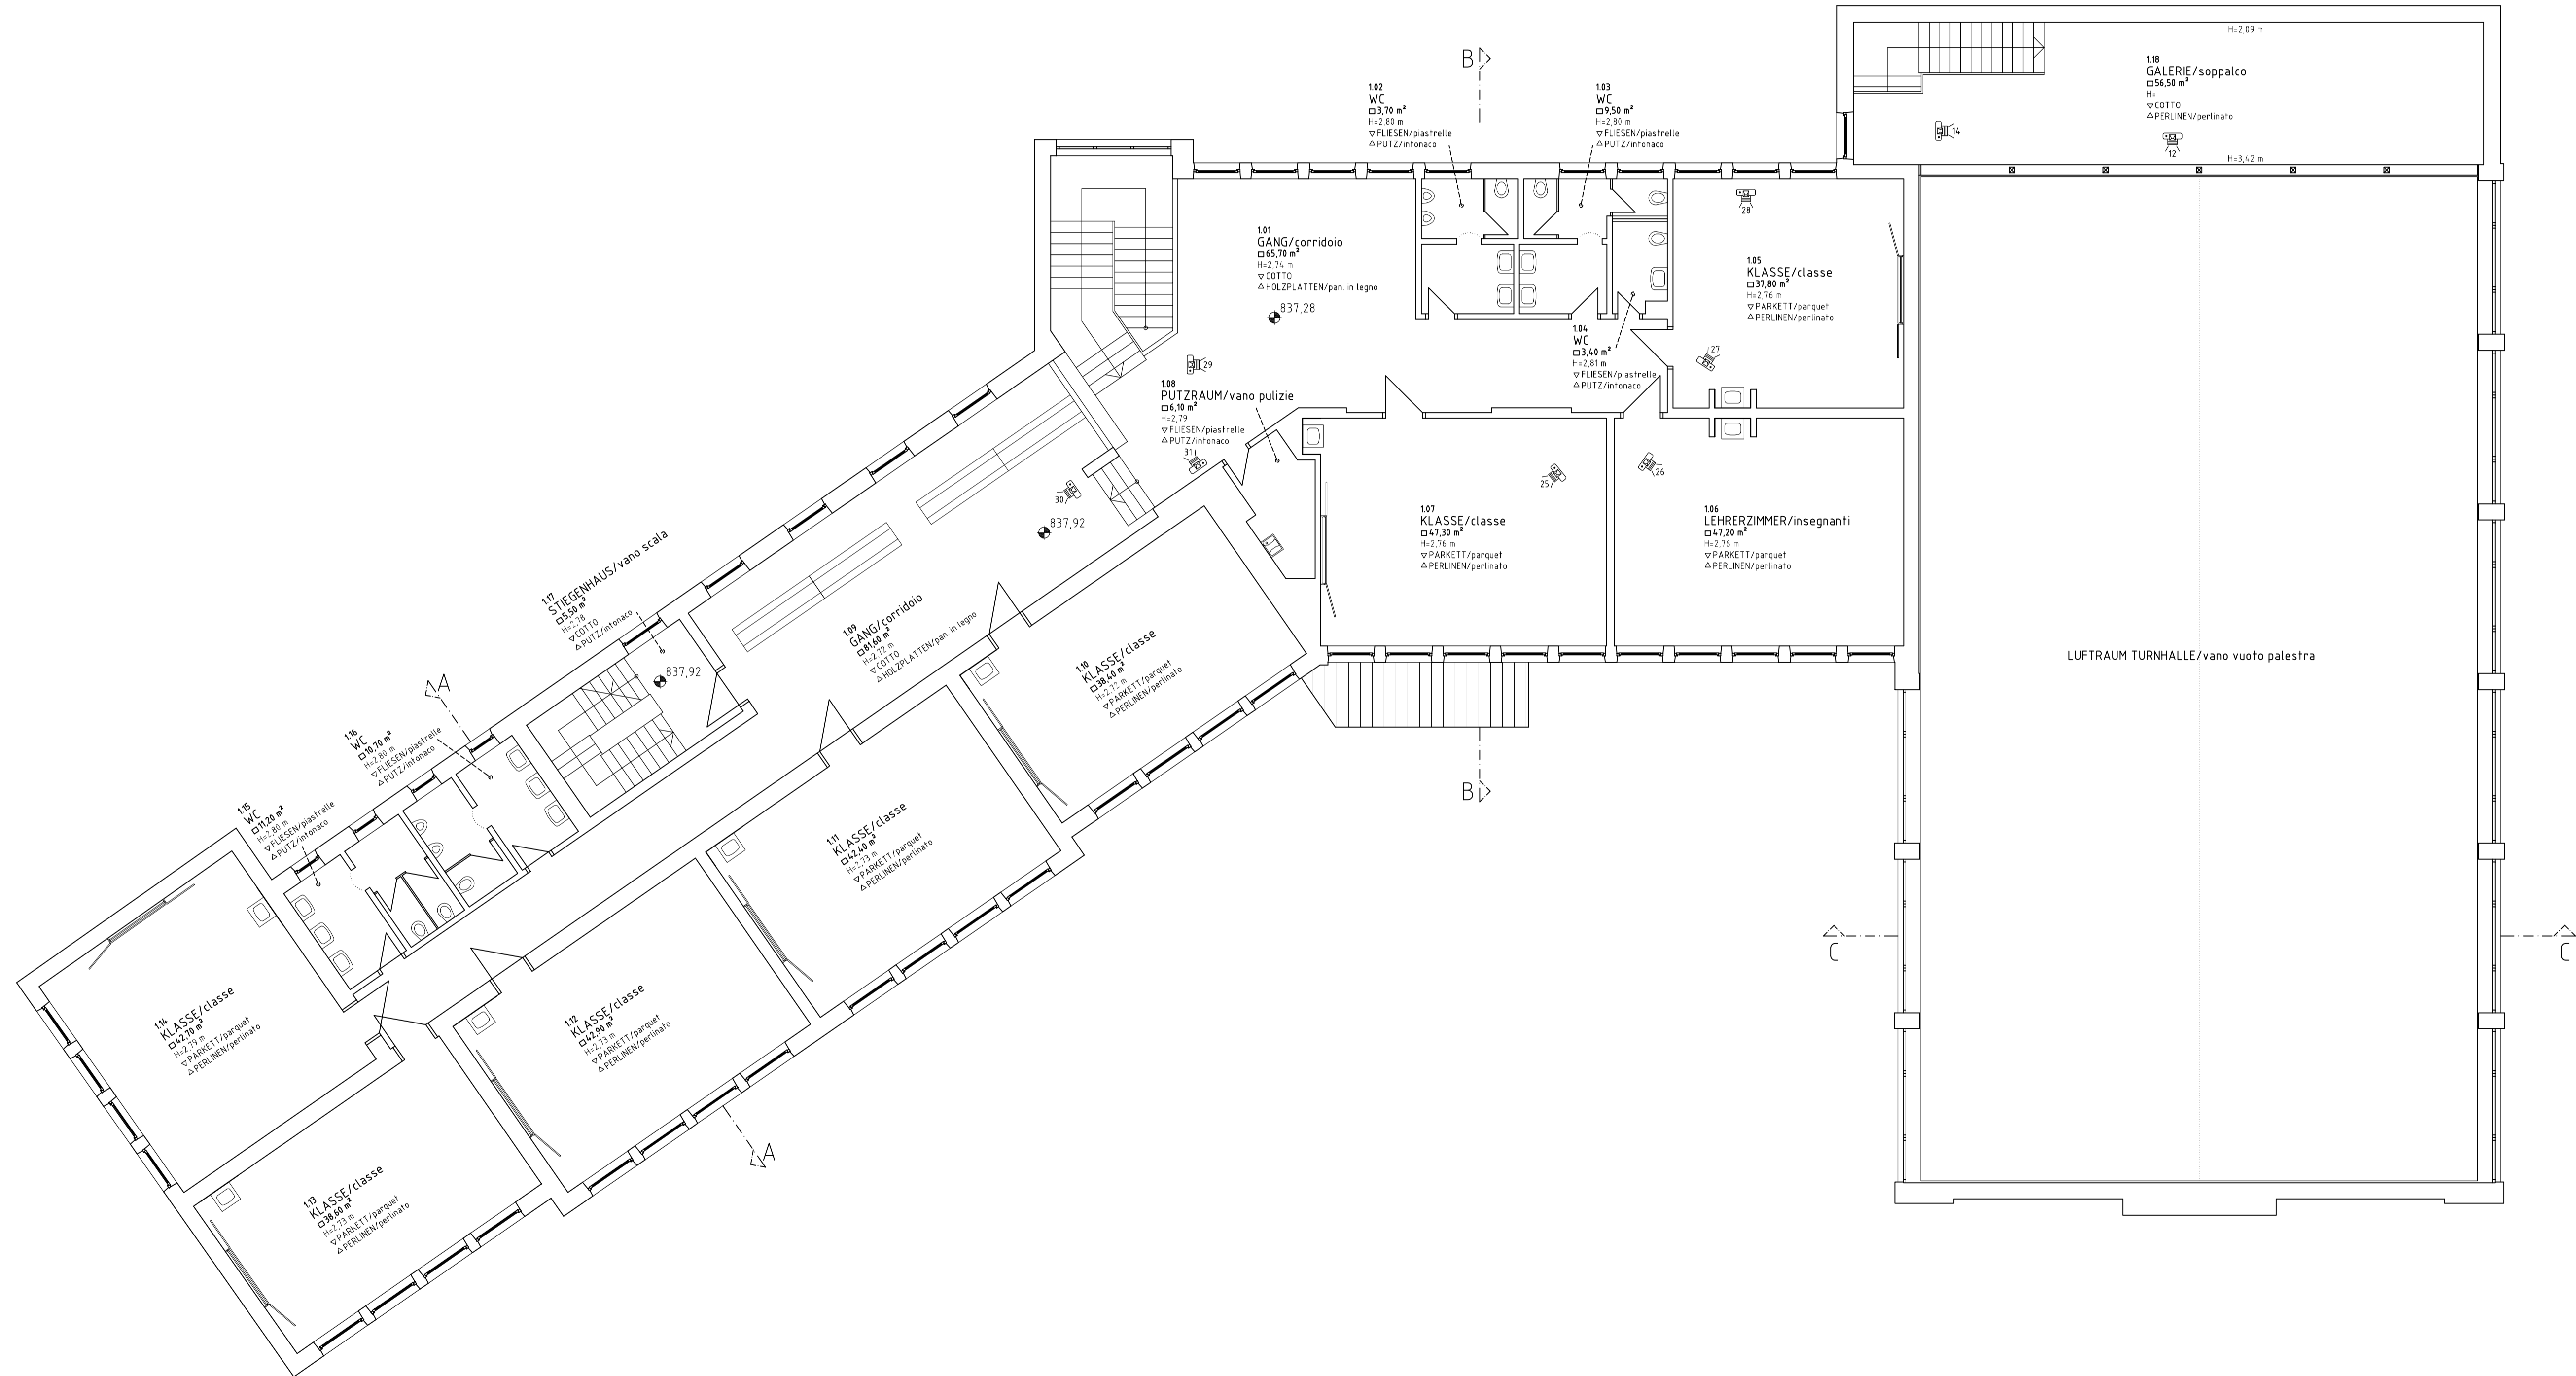 H=2,09 m
1.18
GALERIE/soppalco
56,50 m²
H=
COTTO
PERLINEN/perlinato
14
12
H=3,42 m
B
1.02
WC
3,70 m²
H=2,80 m
FLIESEN/piastrelle
PUTZ/intonaco
1.03
WC
9,50 m²
H=2,80 m
FLIESEN/piastrelle
PUTZ/intonaco
28
1.01
GANG/corridoio
65,70 m²
H=2,74 m
COTTO
HOLZPLATTEN/pan. in legno
837,28
1.05
KLASSE/classe
37,80 m²
H=2,76 m
PARKETT/parquet
PERLINEN/perlinato
1.04
WC
3,40 m²
H=2,81 m
FLIESEN/piastrelle
PUTZ/intonaco
27
29
1.08
PUTZRAUM/vano pulizie
6,10 m²
H=2,79
FLIESEN/piastrelle
PUTZ/intonaco
31
30
837,92
25
26
1.07
KLASSE/classe
47,30 m²
H=2,76 m
PARKETT/parquet
PERLINEN/perlinato
1.06
LEHRERZIMMER/insegnanti
47,20 m²
H=2,76 m
PARKETT/parquet
PERLINEN/perlinato
LUFTRAUM TURNHALLE/vano vuoto palestra
1.17
STIEGENHAUS/vano scala
5,50 m²
H=2,78
COTTO
PUTZ/intonaco
837,92
1.09
GANG/corridoio
81,60 m²
H=2,72 m
COTTO
HOLZPLATTEN/pan. in legno
1.10
KLASSE/classe
38,40 m²
H=2,72 m
PARKETT/parquet
PERLINEN/perlinato
A
1.16
WC
10,70 m²
H=2,80 m
FLIESEN/piastrelle
PUTZ/intonaco
B
1.15
WC
11,20 m²
H=2,80 m
FLIESEN/piastrelle
PUTZ/intonaco
1.11
KLASSE/classe
42,40 m²
H=2,73 m
PARKETT/parquet
PERLINEN/perlinato
C
C
1.14
KLASSE/classe
42,70 m²
H=2,79 m
PARKETT/parquet
PERLINEN/perlinato
1.12
KLASSE/classe
42,90 m²
H=2,73 m
PARKETT/parquet
PERLINEN/perlinato
A
1.13
KLASSE/classe
38,60 m²
H=2,73 m
PARKETT/parquet
PERLINEN/perlinato